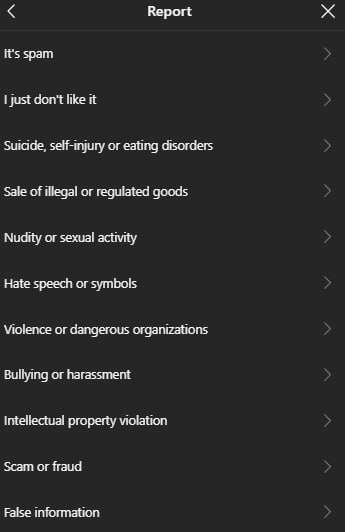 Report
It's spam
I just don't like it
Suicide, self-injury or eating disorders
Sale of illegal or regulated goods
Nudity or sexual activity
Hate speech or symbols
Violence or dangerous organizations
Bullying or harassment
Intellectual property violation
Scam or fraud
False information